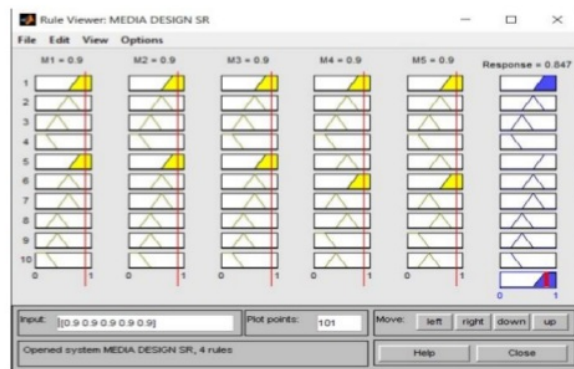 Rule Viewer: MEDIA DESIGN SR
File Edit View Options
M1 = 0.9 M2 = 0.9 M3 = 0.9 M4 = 0.9 M5 = 0.9 Response = 0.847
1
2
3
4
5
6
7
8
9
10
0 1 0 1 0 1 0 1 0 1
0 1
Input: [[0.9 0.9 0.9 0.9 0.9] Plot points: 101 Move: left right down up
Opened system MEDIA DESIGN SR, 4 rules Help Close